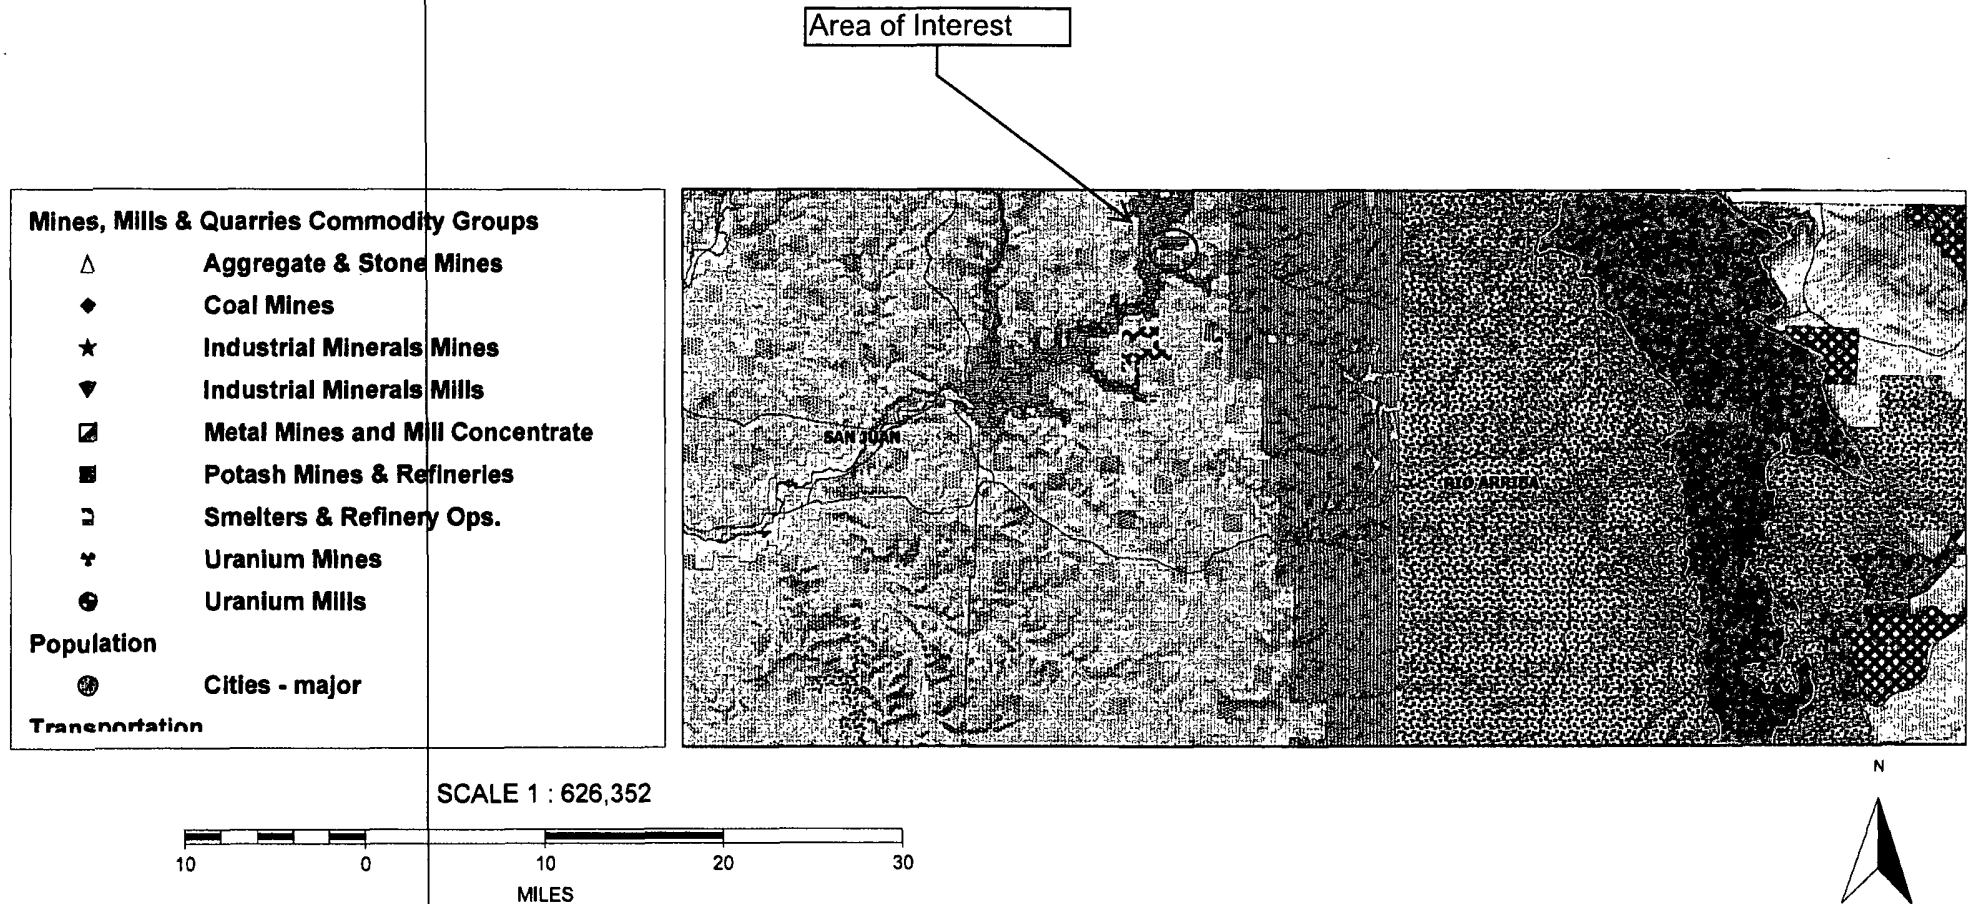 Area of Interest
Mines, Mills & Quarries Commodity Groups
Aggregate & Stone Mines
Coal Mines
Industrial Minerals Mines
Industrial Minerals Mills
Metal Mines and Mill Concentrate
Potash Mines & Refineries
Smelters & Refinery Ops.
Uranium Mines
Uranium Mills
Population
Cities - major
Transportation
SAN JUAN
RIO ARRIBA
SCALE 1 : 626,352
10 0 10 20 30
MILES
N